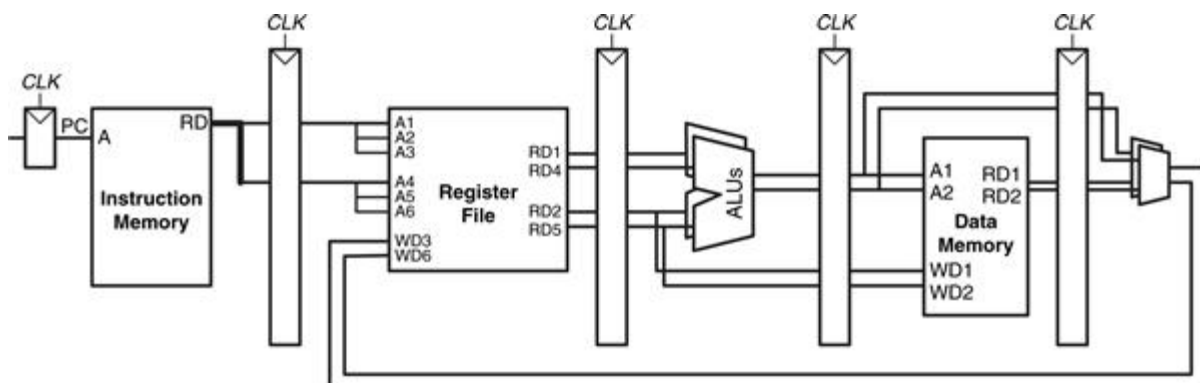 CLK
CLK
CLK
CLK
CLK
PC
A
RD
Instruction
Memory
A1
A2
A3
A4
A5
A6
WD3
WD6
Register
File
RD1
RD4
RD2
RD5
ALUs
A1
A2
RD1
RD2
Data
Memory
WD1
WD2